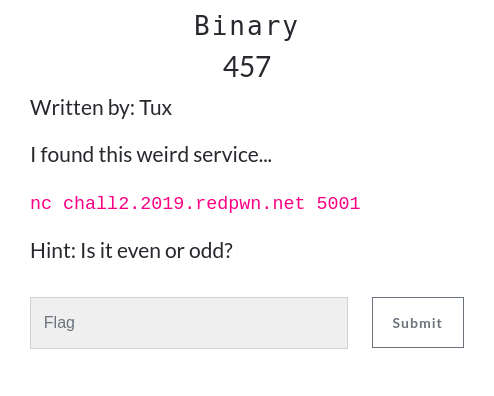 Binary
457
Written by: Tux
I found this weird service...
nc chall2.2019.redpwn.net 5001
Hint: Is it even or odd?
Flag Submit